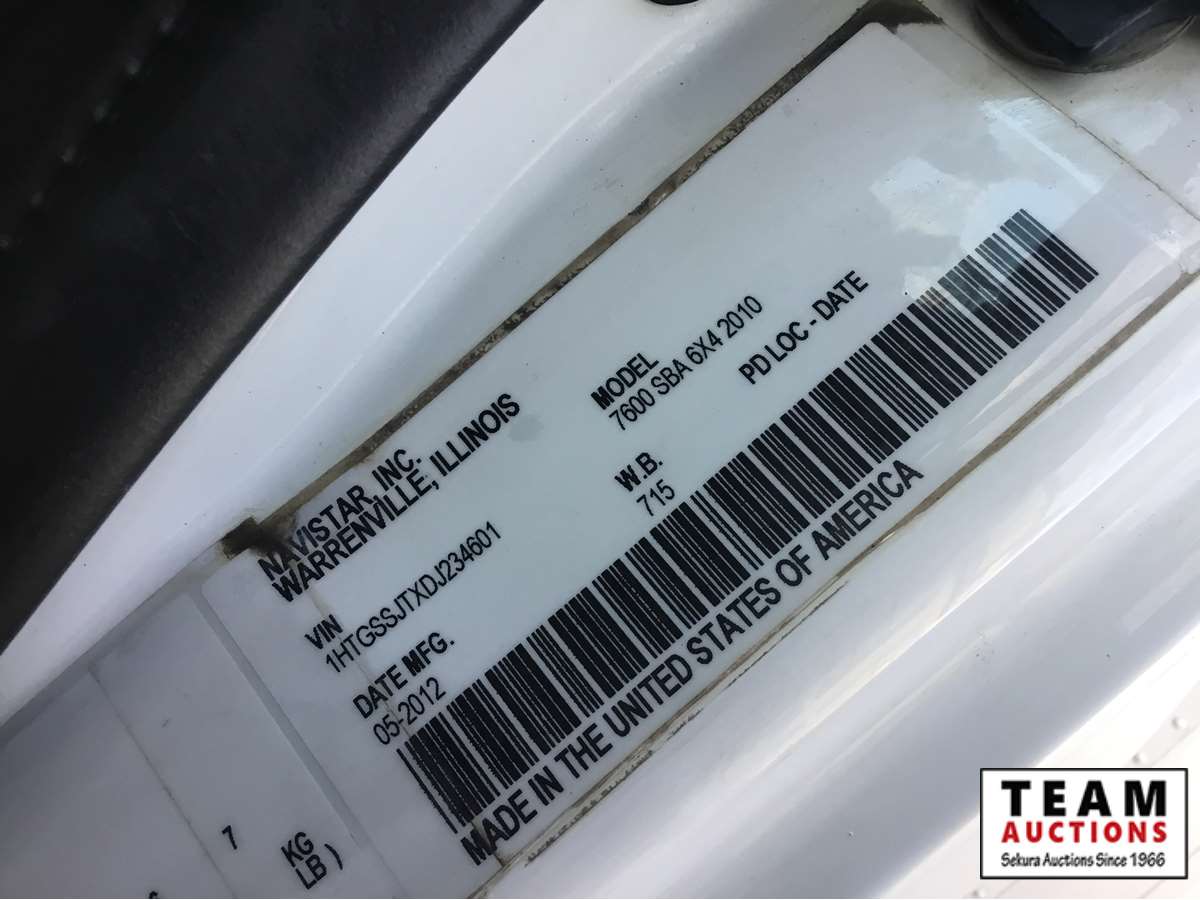 NAVISTAR, INC.
WARRENVILLE, ILLINOIS
VIN
1HTGSSJTXDJ234601
MODEL
7600 SBA 6X4 2010
DATE MFG.
05-2012
W.B.
715
PD LOC - DATE
MADE IN THE UNITED STATES OF AMERICA
7
KG
LB )
TEAM
AUCTIONS
Sekura Auctions Since 1966